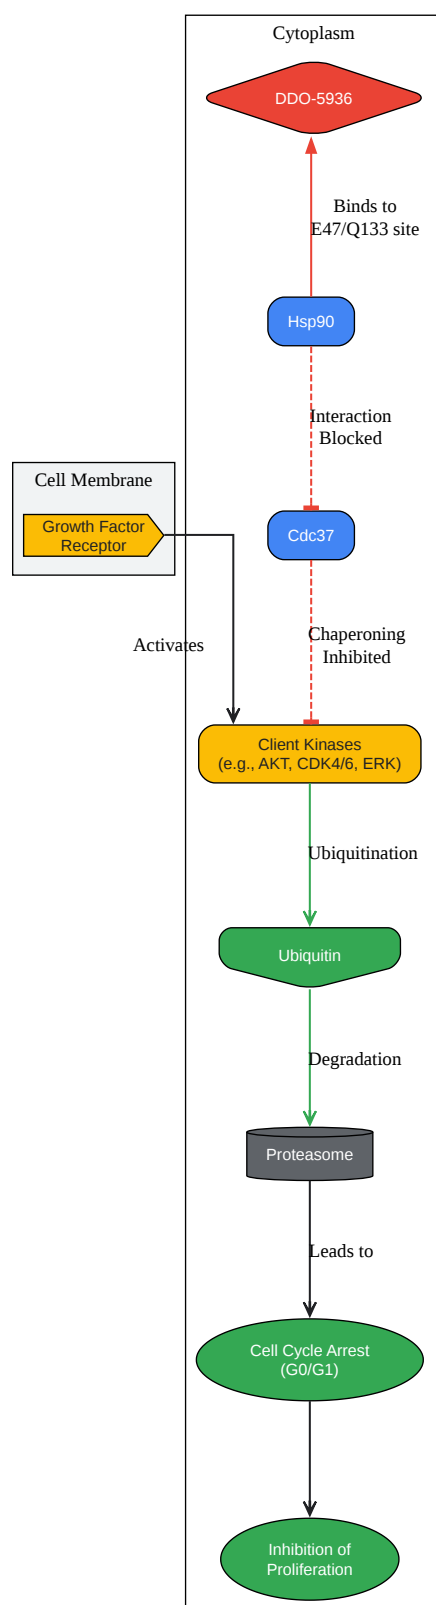 Cytoplasm
DDO-5936
Binds to
E47/Q133 site
Hsp90
Interaction
Blocked
Cell Membrane
Growth Factor
Receptor
Cdc37
Activates
Chaperoning
Inhibited
Client Kinases
(e.g., AKT, CDK4/6, ERK)
Ubiquitination
Ubiquitin
Degradation
Proteasome
Leads to
Cell Cycle Arrest
(G0/G1)
Inhibition of
Proliferation